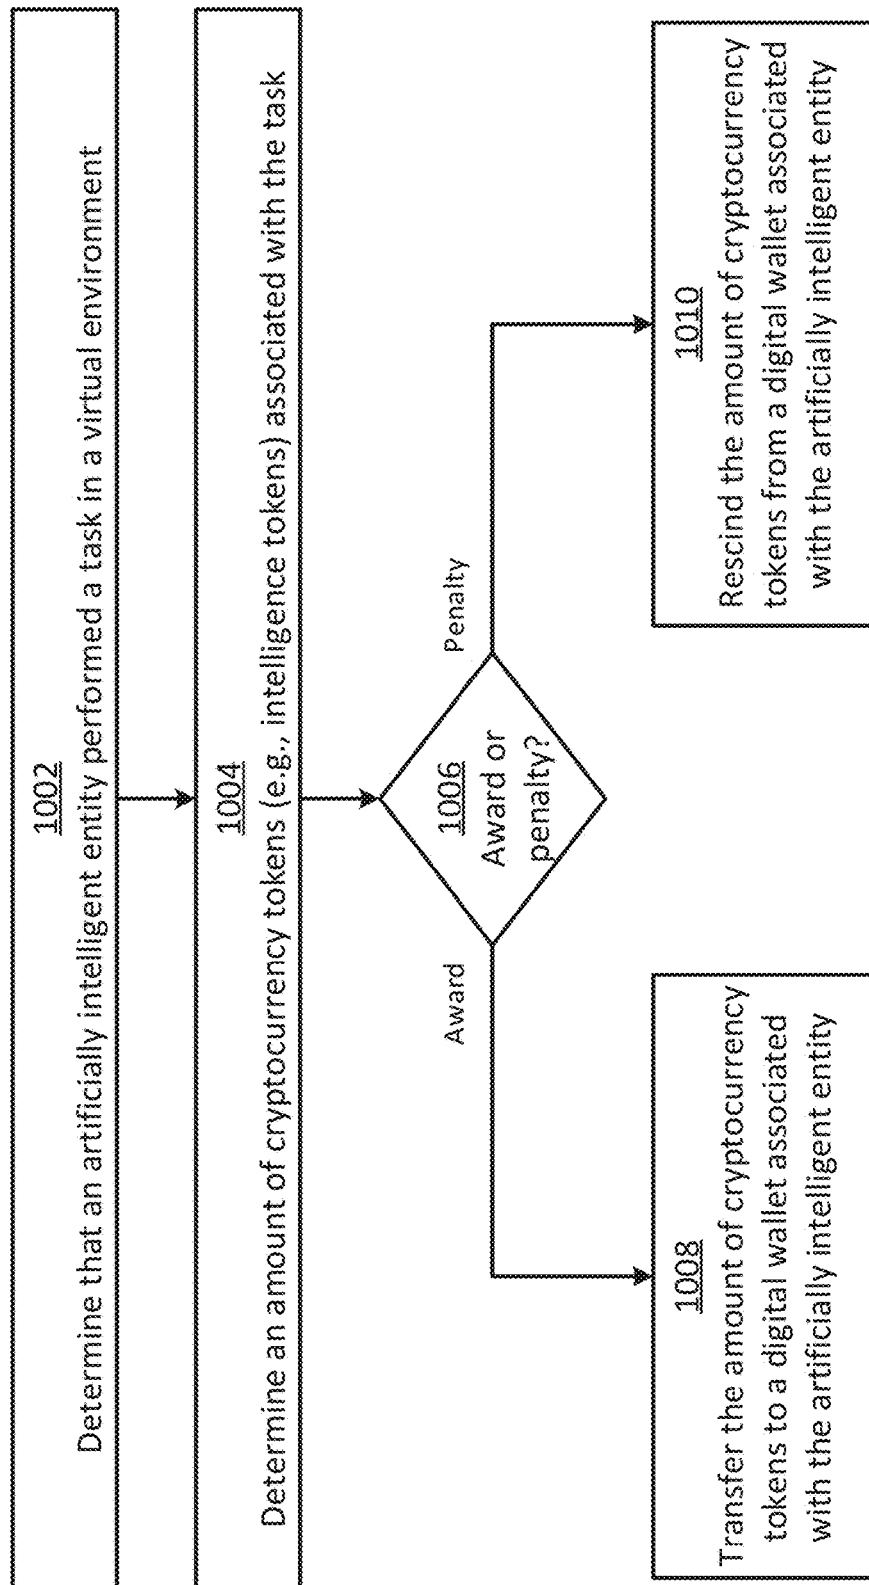 1002
Determine that an artificially intelligent entity performed a task in a virtual environment
1004
Determine an amount of cryptocurrency tokens (e.g., intelligence tokens) associated with the task
1006
Award or
penalty?
Award
Penalty
1008
Transfer the amount of cryptocurrency
tokens to a digital wallet associated
with the artificially intelligent entity
1010
Rescind the amount of cryptocurrency
tokens from a digital wallet associated
with the artificially intelligent entity